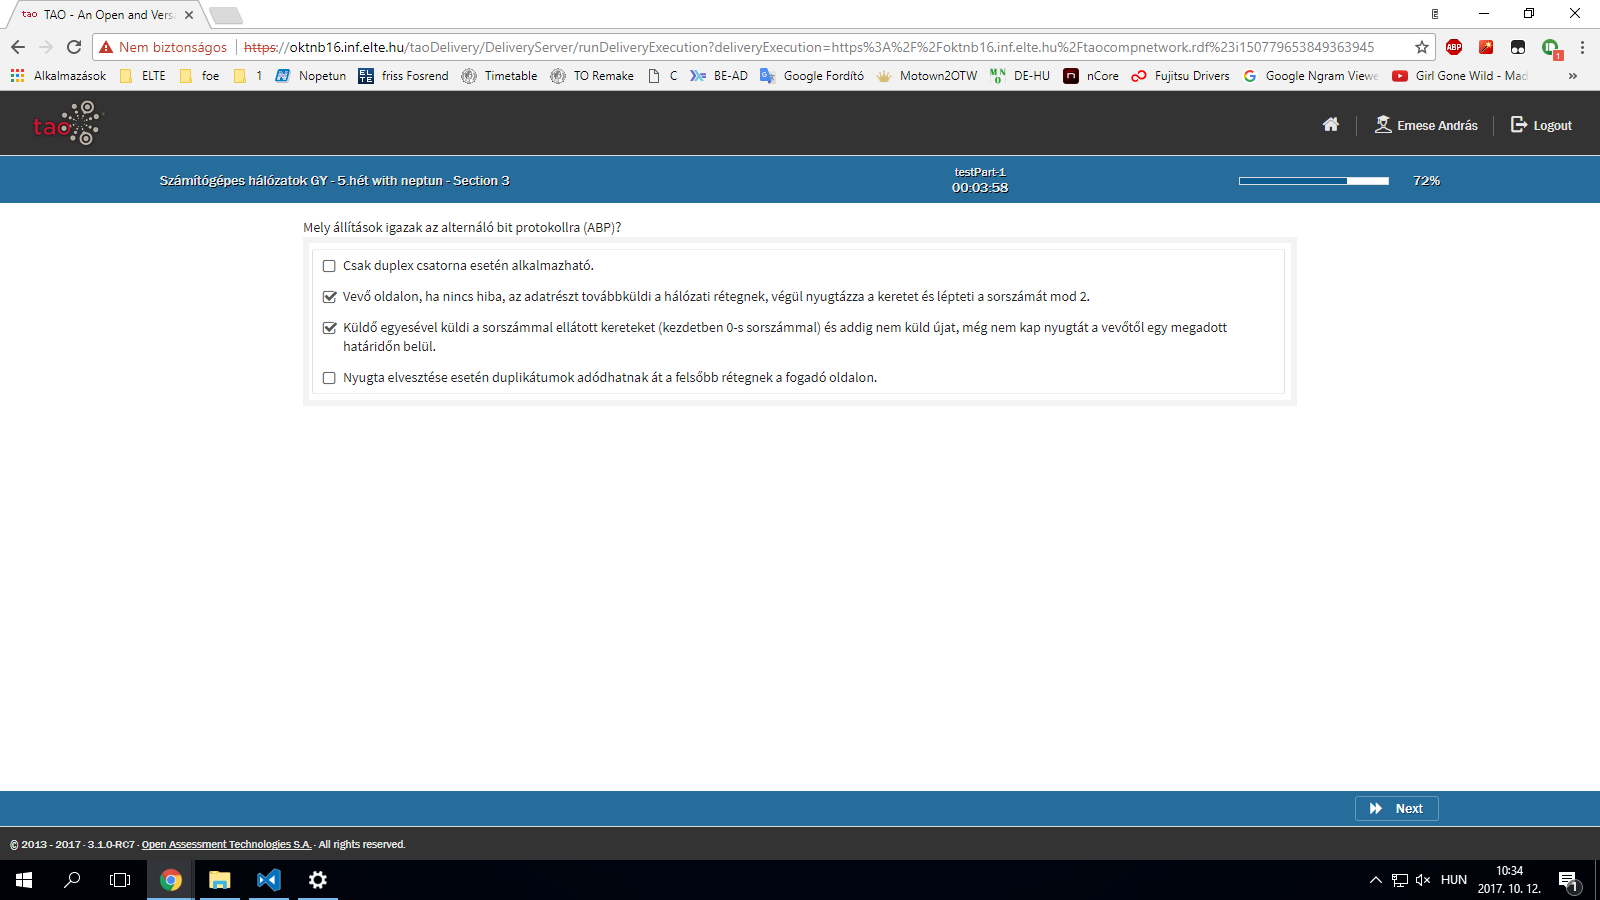 tao TAO - An Open and Versa
Nem biztonságos https://oktnb16.inf.elte.hu/taoDelivery/DeliveryServer/runDeliveryExecution?deliveryExecution=https%3A%2F%2Foktnb16.inf.elte.hu%2Ftaocompnetwork.rdf%23i150779653849363945 ABP 1
Alkalmazások ELTE foe 1 Nopetun friss Fosrend Timetable TO Remake C BE-AD Google Fordító Motown2OTW DE-HU nCore Fujitsu Drivers Google Ngram Viewe Girl Gone Wild - Mad »
tao Emese András Logout
Számítógépes hálózatok GY - 5.hét with neptun - Section 3
testPart-1
00:03:58
72%
Mely állítások igazak az alternáló bit protokollra (ABP)?
Csak duplex csatorna esetén alkalmazható.
Vevő oldalon, ha nincs hiba, az adatrészt továbbküldi a hálózati rétegnek, végül nyugtázza a keretet és lépteti a sorszámát mod 2.
Küldő egyesével küldi a sorszámmal ellátott kereteket (kezdetben 0-s sorszámmal) és addig nem küld újat, még nem kap nyugtát a vevőtől egy megadott
határidőn belül.
Nyugta elvesztése esetén duplikátumok adódhatnak át a felsőbb rétegnek a fogadó oldalon.
Next
© 2013 - 2017 · 3.1.0-RC7 · Open Assessment Technologies S.A. · All rights reserved.
HUN
10:34
2017. 10. 12.
1